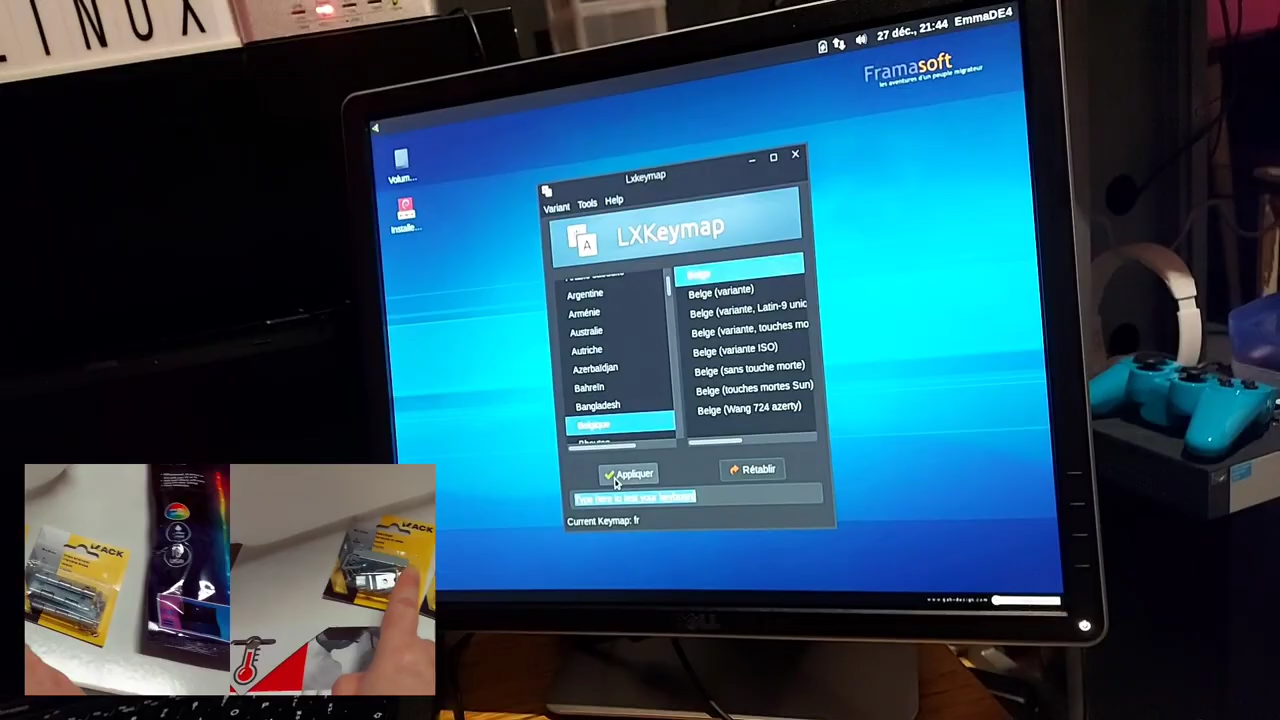 LINUX
27 déc., 21:44 EmmaDE4
Framasoft
les aventures d'un peuple migrateur
Volum...
Installe...
Lxkeymap
Variant Tools Help
LXKeymap
A
Argentine
Arménie
Australie
Autriche
Azerbaïdjan
Bahreïn
Bangladesh
Belgique
Belge
Belge (variante)
Belge (variante, Latin-9 unic
Belge (variante, touches mo
Belge (variante ISO)
Belge (sans touche morte)
Belge (touches mortes Sun)
Belge (Wang 724 azerty)
Appliquer
Rétablir
Type here to test your keyboard
Current Keymap: fr
DELL